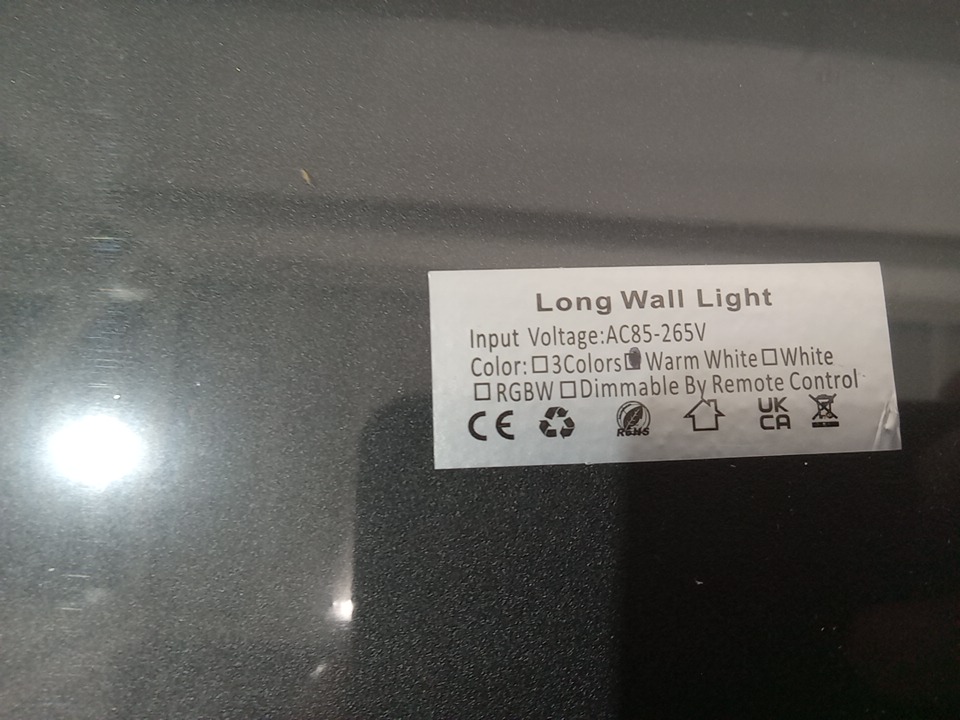 Long Wall Light
Input Voltage:AC85-265V
Color:☐3Colors☑Warm White☐White
☐RGBW☐Dimmable By Remote Control
CE RoHS UK
CA